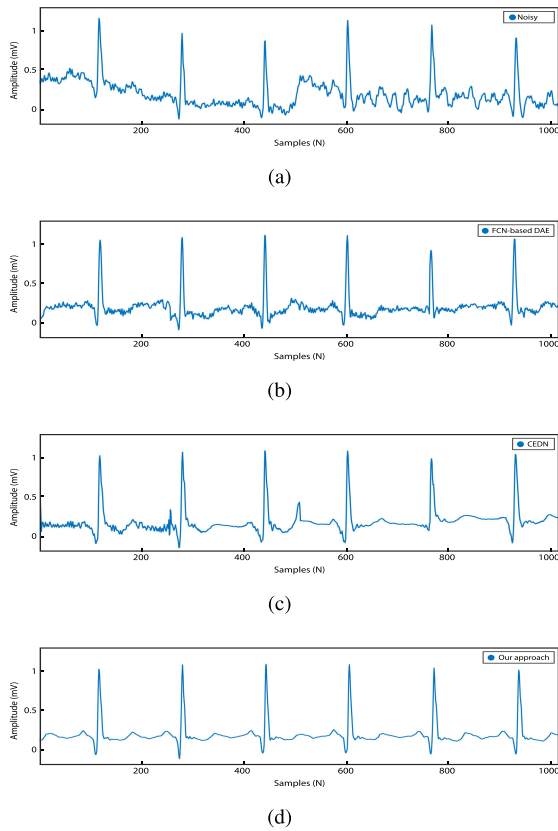 Noisy
Amplitude (mV)
1
0.5
0
200
400
600
800
1000
Samples (N)
(a)
FCN-based DAE
Amplitude (mV)
1
0.5
0
200
400
600
800
1000
Samples (N)
(b)
CEDN
Amplitude (mV)
1
0.5
0
200
400
600
800
1000
Samples (N)
(c)
Our approach
Amplitude (mV)
1
0.5
0
200
400
600
800
1000
Samples (N)
(d)